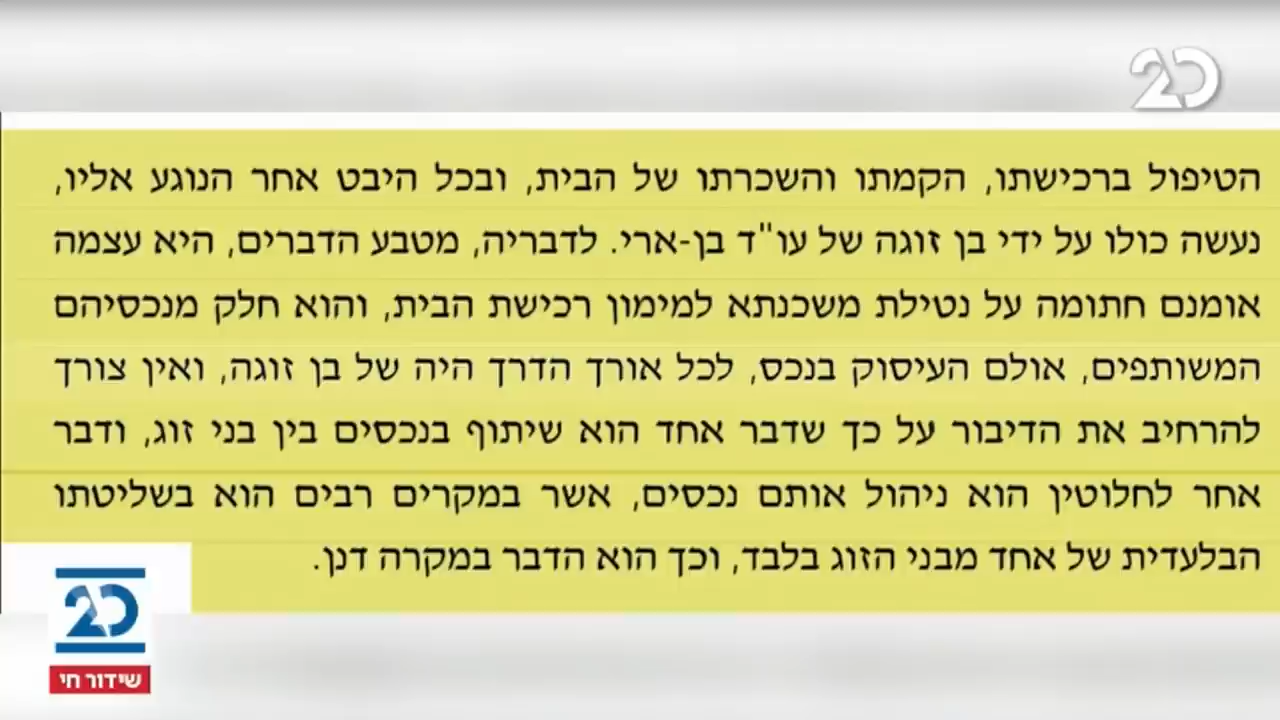 20
הטיפול ברכישתו, הקמתו והשכרתו של הבית, ובכל היבט אחר הנוגע אליו,
נעשה כולו על ידי בן זוגה של עו"ד בן-ארי. לדבריה, מטבע הדברים, היא עצמה
אומנם חתומה על נטילת משכנתא למימון רכישת הבית, והוא חלק מנכסיהם
המשותפים, אולם העיסוק בנכס, לכל אורך הדרך היה של בן זוגה, ואין צורך
להרחיב את הדיבור על כך שדבר אחד הוא שיתוף בנכסים בין בני זוג, ודבר
אחר לחלוטין הוא ניהול אותם נכסים, אשר במקרים רבים הוא בשליטתו
הבלעדית של אחד מבני הזוג בלבד, וכך הוא הדבר במקרה דנן.
20
שידור חי